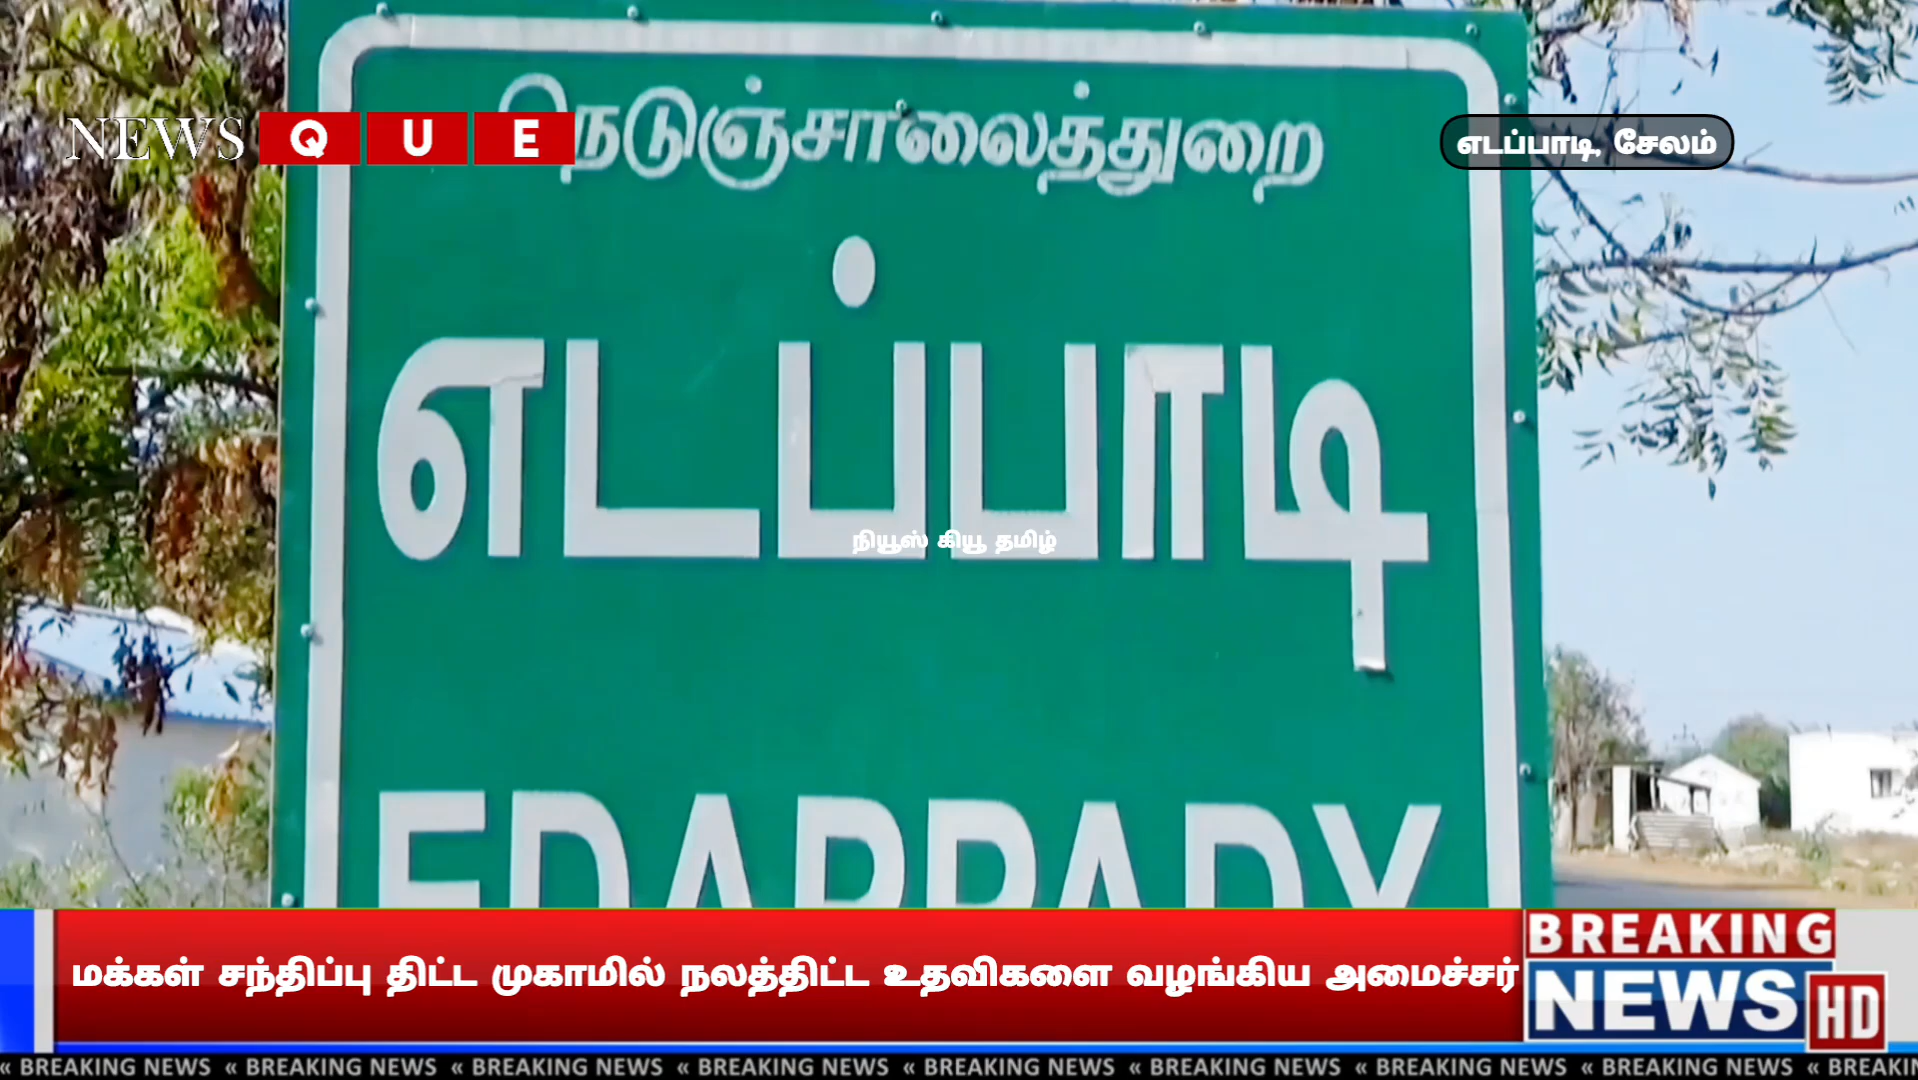 நெடுஞ்சாலைத்துறை
NEWS Q U E
எடப்பாடி, சேலம்
எடப்பாடி
நியூஸ் கியூ தமிழ்
EDAPPADY
மக்கள் சந்திப்பு திட்ட முகாமில் நலத்திட்ட உதவிகளை வழங்கிய அமைச்சர்
BREAKING
NEWS HD
« BREAKING NEWS « BREAKING NEWS « BREAKING NEWS « BREAKING NEWS « BREAKING NEWS « BREAKING NEWS « BREAKING NEWS « BREAKING NEWS « BREAKIN